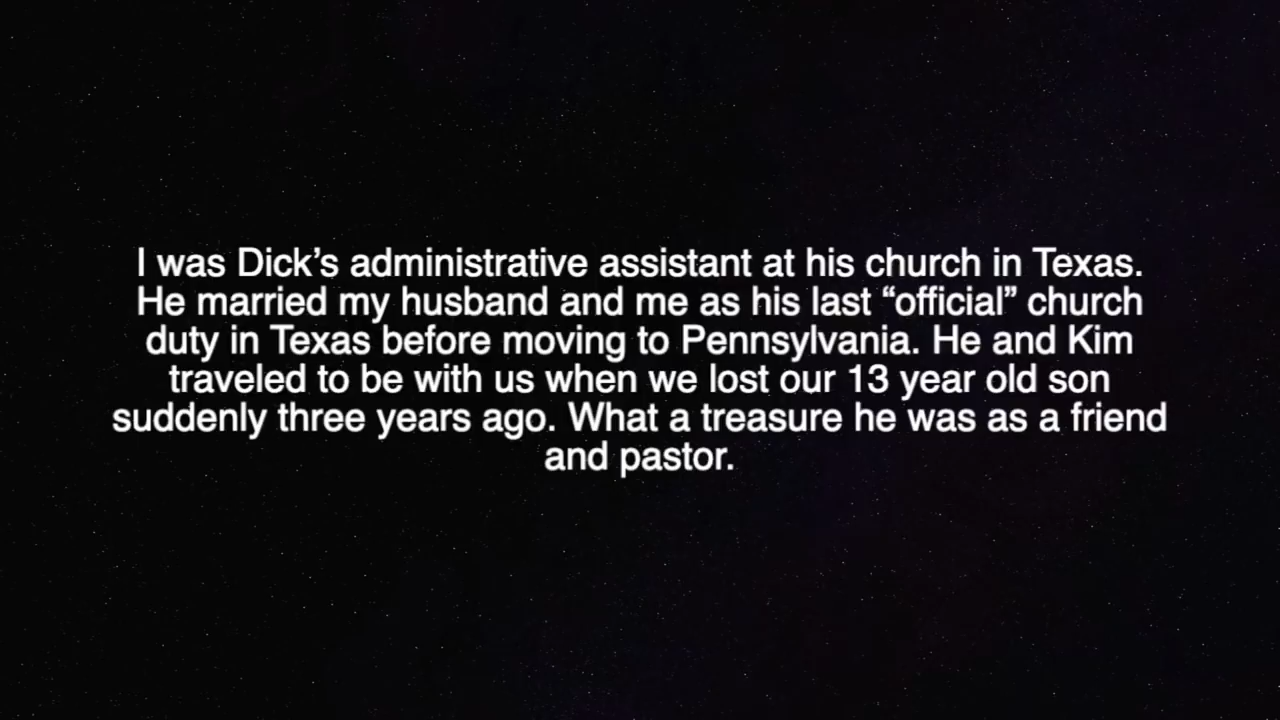 I was Dick’s administrative assistant at his church in Texas.
He married my husband and me as his last “official” church
duty in Texas before moving to Pennsylvania. He and Kim
traveled to be with us when we lost our 13 year old son
suddenly three years ago. What a treasure he was as a friend
and pastor.